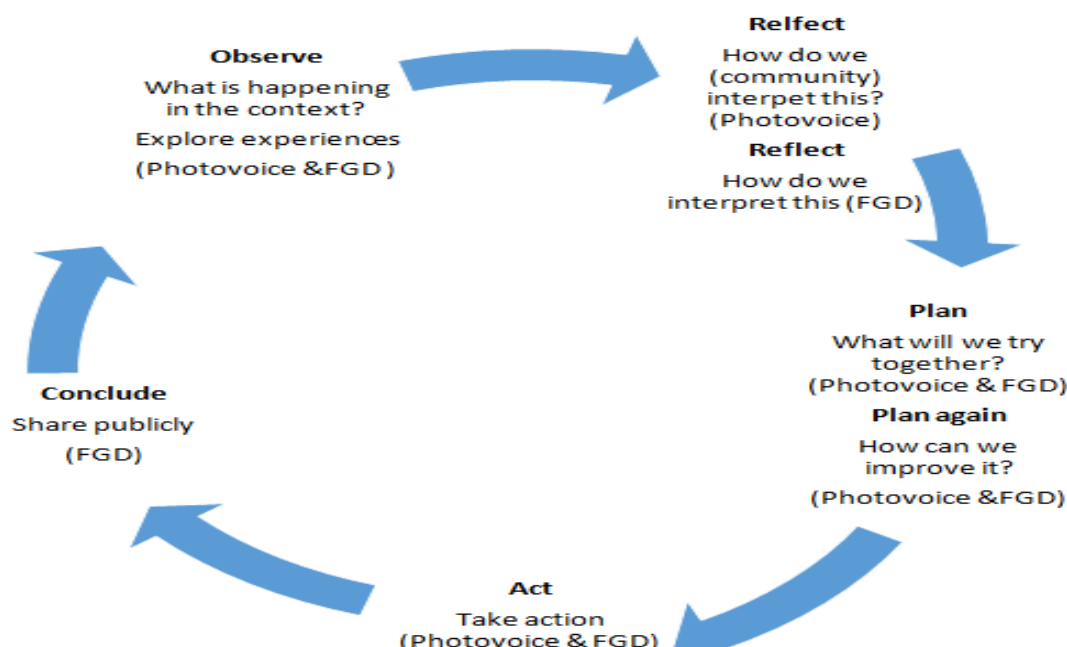 Observe
What is happening
in the context?
Explore experiences
(Photovoice &FGD )
Relfect
How do we
(community)
interpet this?
(Photovoice)
Reflect
How do we
interpret this (FGD)
Plan
What will we try
together?
(Photovoice & FGD)
Plan again
How can we
improve it?
(Photovoice &FGD)
Act
Take action
(Photovoice & FGD)
Conclude
Share publicly
(FGD)